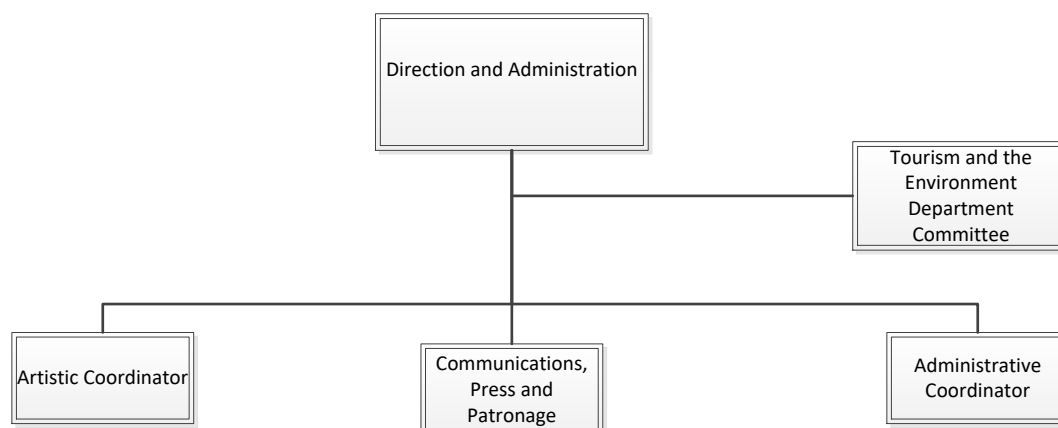 Direction and Administration
Tourism and the
Environment
Department
Committee
Artistic Coordinator
Communications,
Press and
Patronage
Administrative
Coordinator